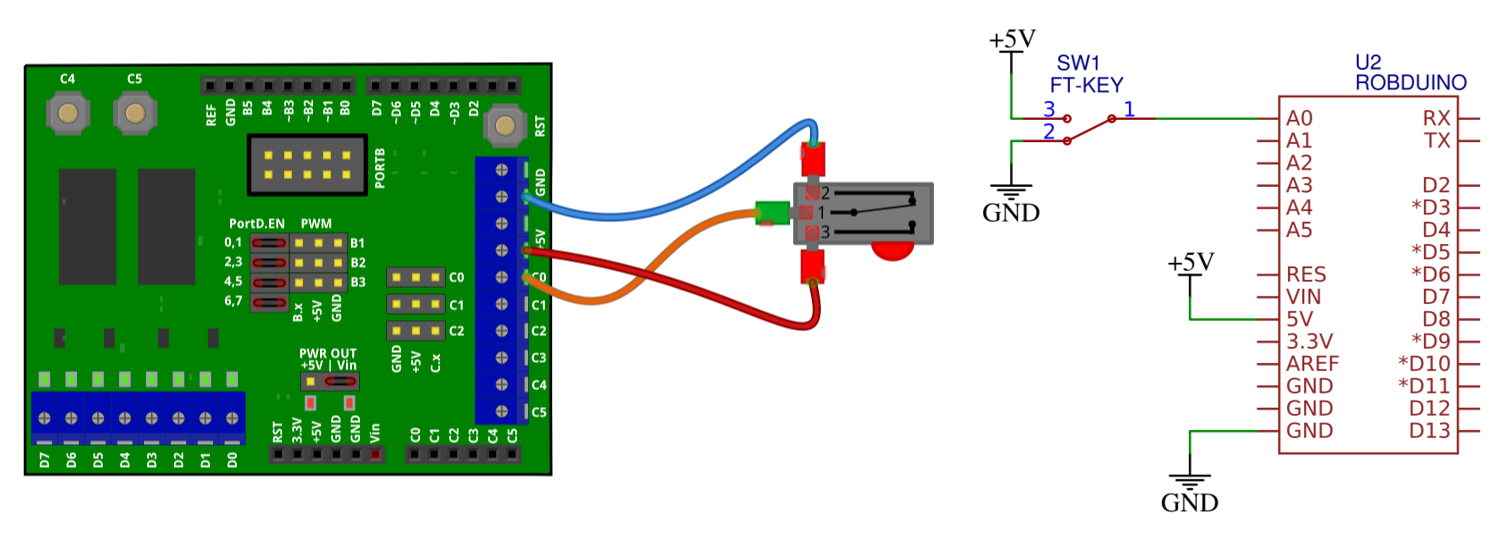 C4
C5
REF
GND
B5
B4
~B3
~B2
~B1
B0
D7
~D6
~D5
D4
~D3
D2
RST
PORTB
GND
+5V
C0
C1
C2
C3
C4
C5
PortD.EN
PWM
0,1
2,3
4,5
6,7
B1
B2
B3
B.x
+5V
GND
C0
C1
C2
GND
+5V
C.x
PWR OUT
+5V | Vin
RST
3.3V
+5V
GND
GND
Vin
C0
C1
C2
C3
C4
C5
D7
D6
D5
D4
D3
D2
D1
D0
2
1
3
+5V
SW1
FT-KEY
3
2
1
GND
+5V
GND
U2
ROBDUINO
A0
A1
A2
A3
A4
A5
RES
VIN
5V
3.3V
AREF
GND
GND
GND
RX
TX
D2
*D3
D4
*D5
*D6
D7
D8
*D9
*D10
*D11
D12
D13